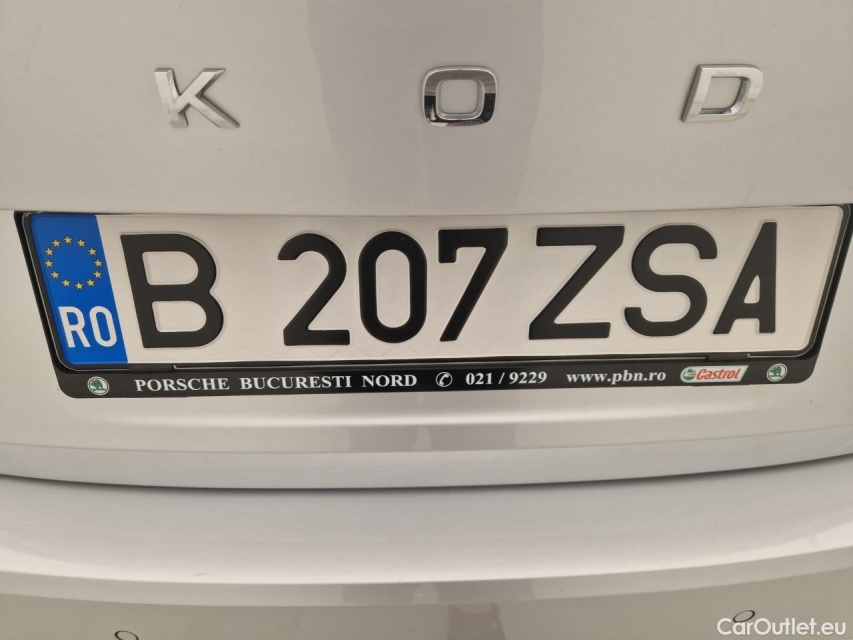 K O D
RO B 207 ZSA
PORSCHE BUCURESTI NORD ✆ 021 / 9229 www.pbn.ro Castrol
CarOutlet.eu